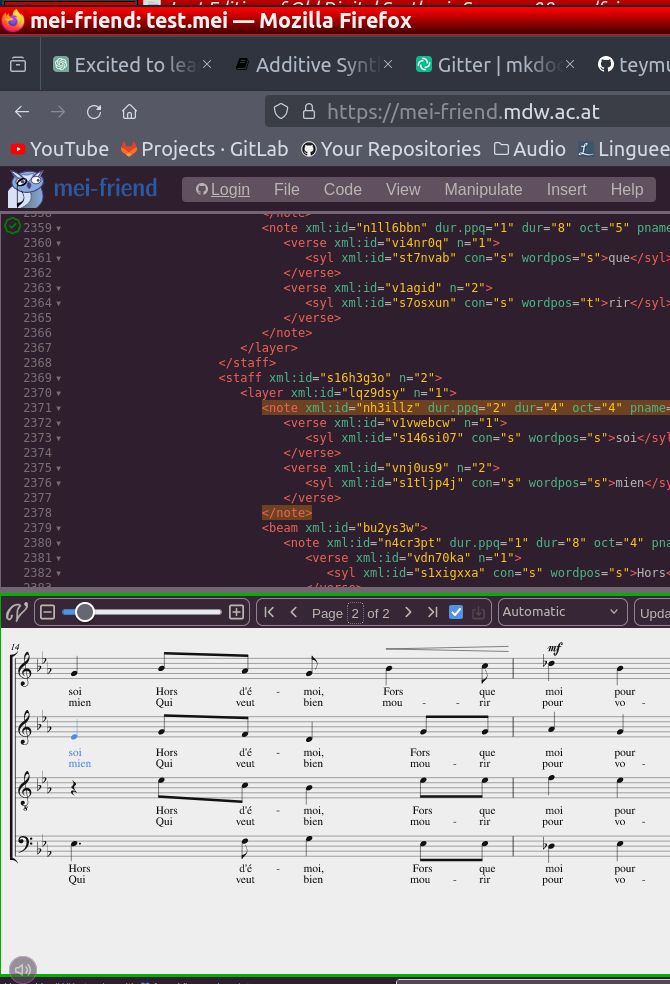 mei-friend: test.mei — Mozilla Firefox
Excited to lea × Additive Synt × Gitter | mkdo × teymu
https://mei-friend.mdw.ac.at
YouTube Projects · GitLab Your Repositories Audio Linguee
mei-friend Login File Code View Manipulate Insert Help
2358 </note>
2359 <note xml:id="n1ll6bbn" dur.ppq="1" dur="8" oct="5" pname
2360 <verse xml:id="vi4nr0q" n="1">
2361 <syl xml:id="st7nvab" con="s" wordpos="s">que</syl>
2362 </verse>
2363 <verse xml:id="v1agid" n="2">
2364 <syl xml:id="s7osxun" con="s" wordpos="t">rir</syl>
2365 </verse>
2366 </note>
2367 </layer>
2368 </staff>
2369 <staff xml:id="s16h3g3o" n="2">
2370 <layer xml:id="lqz9dsy" n="1">
2371 <note xml:id="nh3illz" dur.ppq="2" dur="4" oct="4" pname=
2372 <verse xml:id="v1vwebcw" n="1">
2373 <syl xml:id="s146si07" con="s" wordpos="s">soi</syl
2374 </verse>
2375 <verse xml:id="vnj0us9" n="2">
2376 <syl xml:id="s1tljp4j" con="s" wordpos="s">mien</sy
2377 </verse>
2378 </note>
2379 <beam xml:id="bu2ys3w">
2380 <note xml:id="n4cr3pt" dur.ppq="1" dur="8" oct="4" p
2381 <verse xml:id="vdn70ka" n="1">
2382 <syl xml:id="s1xigxxa" con="s" wordpos="s">Hors<
2383 </verse>
Page 2 of 2 Automatic Upda
14 mf
soi Hors d'é - moi, Fors que moi pour
mien Qui veut bien mou - rir pour vo -
soi Hors d'é - moi, Fors que moi pour
mien Qui veut bien mou - rir pour vo -
8
Hors d'é - moi, Fors que moi pour
Qui veut bien mou - rir pour vo -
Hors d'é - moi, Fors que moi pour
Qui veut bien mou - rir pour vo -